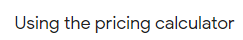 Using the pricing calculator